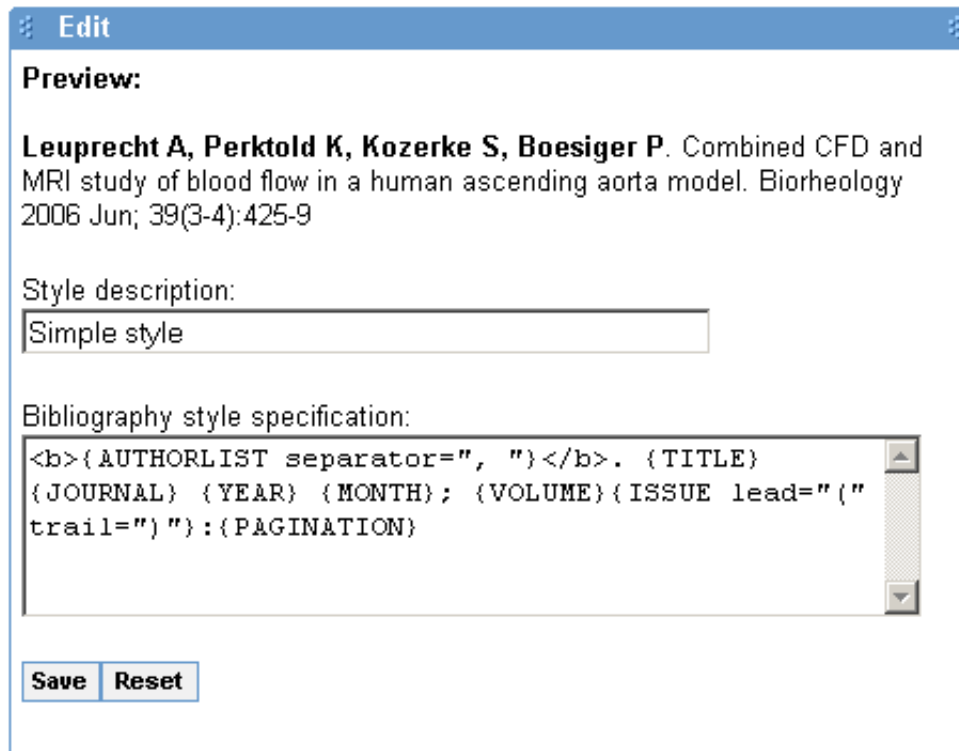 Edit
Preview:
Leuprecht A, Perktold K, Kozerke S, Boesiger P. Combined CFD and
MRI study of blood flow in a human ascending aorta model. Biorheology
2006 Jun; 39(3-4):425-9
Style description:
Simple style
Bibliography style specification:
<b>{AUTHORLIST separator=", "}</b>. {TITLE}
{JOURNAL} {YEAR} {MONTH}; {VOLUME}{ISSUE lead="("
trail=")"}:{PAGINATION}
Save Reset